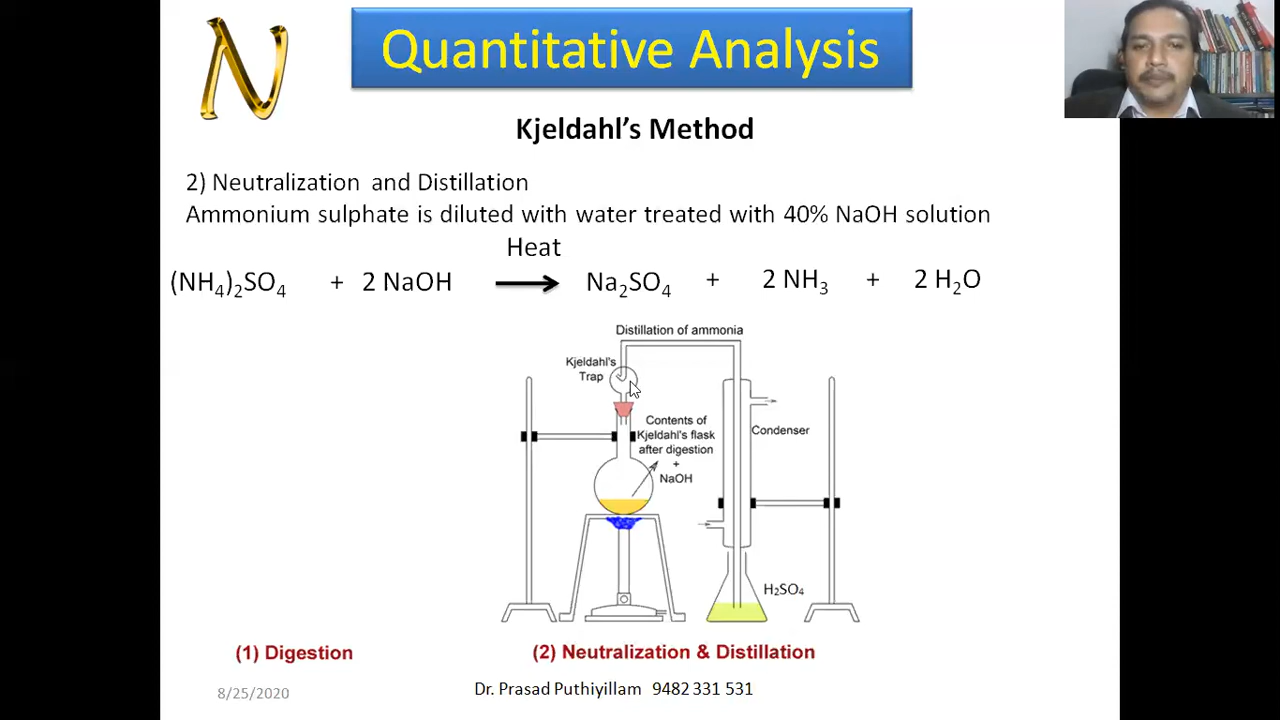 N
Quantitative Analysis
Kjeldahl’s Method
2) Neutralization and Distillation
Ammonium sulphate is diluted with water treated with 40% NaOH solution
Heat
(NH₄)₂SO₄ + 2 NaOH → Na₂SO₄ + 2 NH₃ + 2 H₂O
Distillation of ammonia
Kjeldahl's
Trap
Contents of
Kjeldahl's flask
after digestion
+
NaOH
Condenser
H₂SO₄
(1) Digestion
(2) Neutralization & Distillation
8/25/2020
Dr. Prasad Puthiyillam 9482 331 531